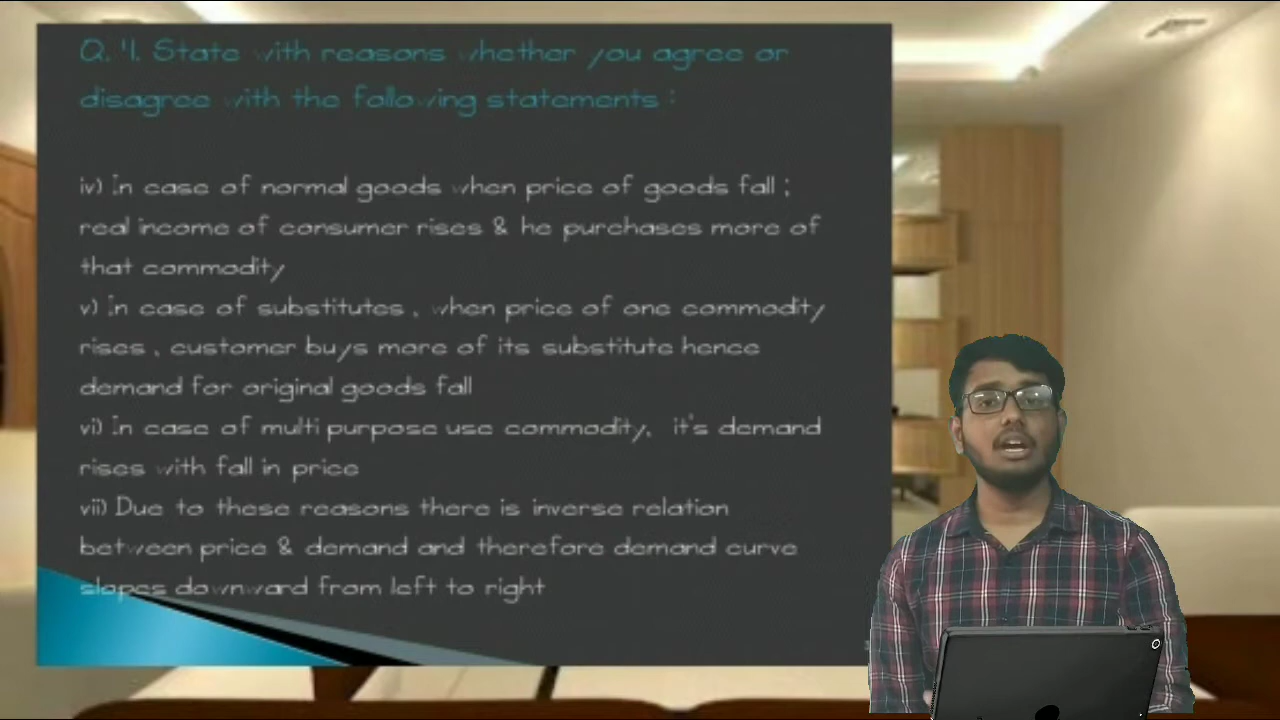 Q. 4. State with reasons whether you agree or
disagree with the following statements :
iv) In case of normal goods when price of goods fall ;
real income of consumer rises & he purchases more of
that commodity
v) In case of substitutes , when price of one commodity
rises , customer buys more of its substitute hence
demand for original goods fall
vi) In case of multi purpose use commodity, it's demand
rises with fall in price
vii) Due to these reasons there is inverse relation
between price & demand and therefore demand curve
slopes downward from left to right